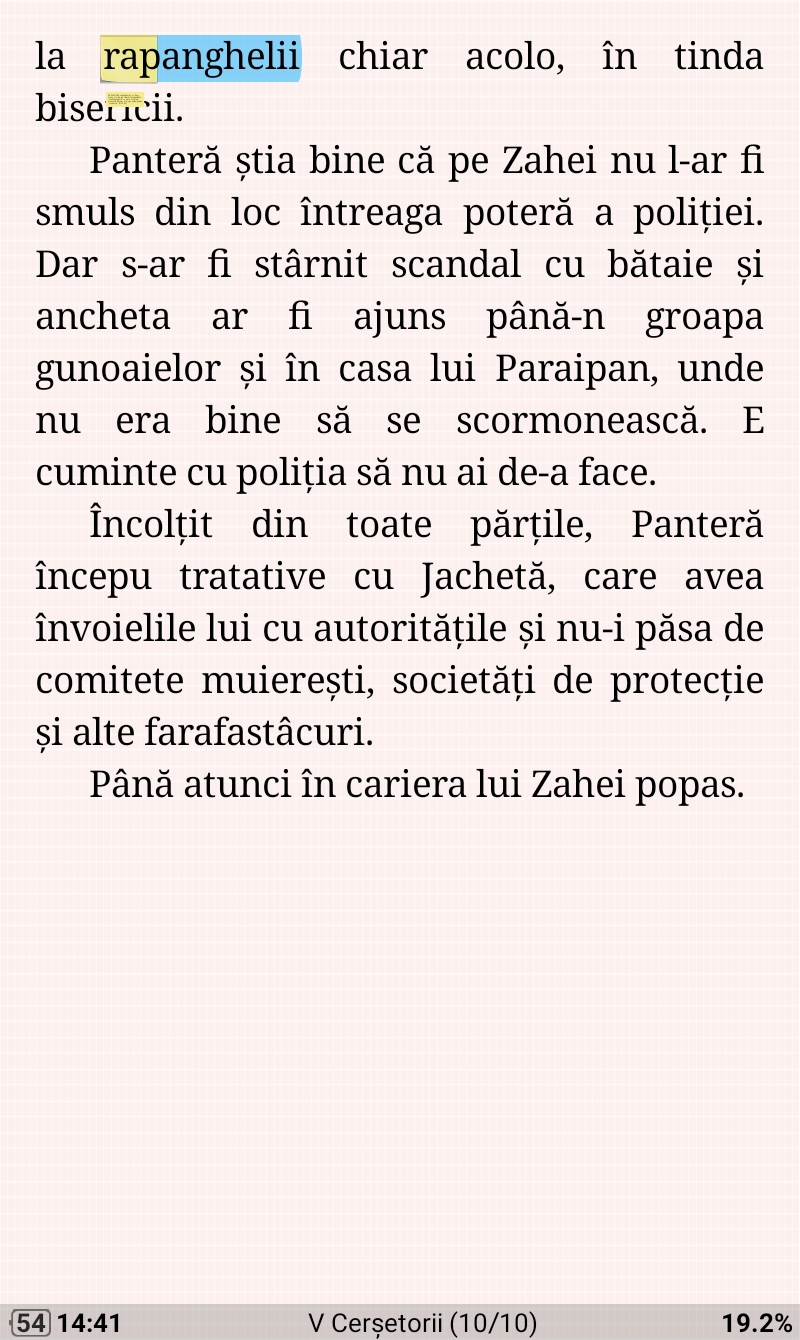 la rapanghelii chiar acolo, în tinda
bisericii.
Panteră știa bine că pe Zahei nu l-ar fi
smuls din loc întreaga poteră a poliției.
Dar s-ar fi stârnit scandal cu bătaie și
ancheta ar fi ajuns până-n groapa
gunoaielor și în casa lui Paraipan, unde
nu era bine să se scormonească. E
cuminte cu poliția să nu ai de-a face.
Încolțit din toate părțile, Panteră
începu tratative cu Jachetă, care avea
învoielile lui cu autoritățile și nu-i păsa de
comitete muierești, societăți de protecție
și alte farafastâcuri.
Până atunci în cariera lui Zahei popas.
54 14:41 V Cerșetorii (10/10) 19.2%